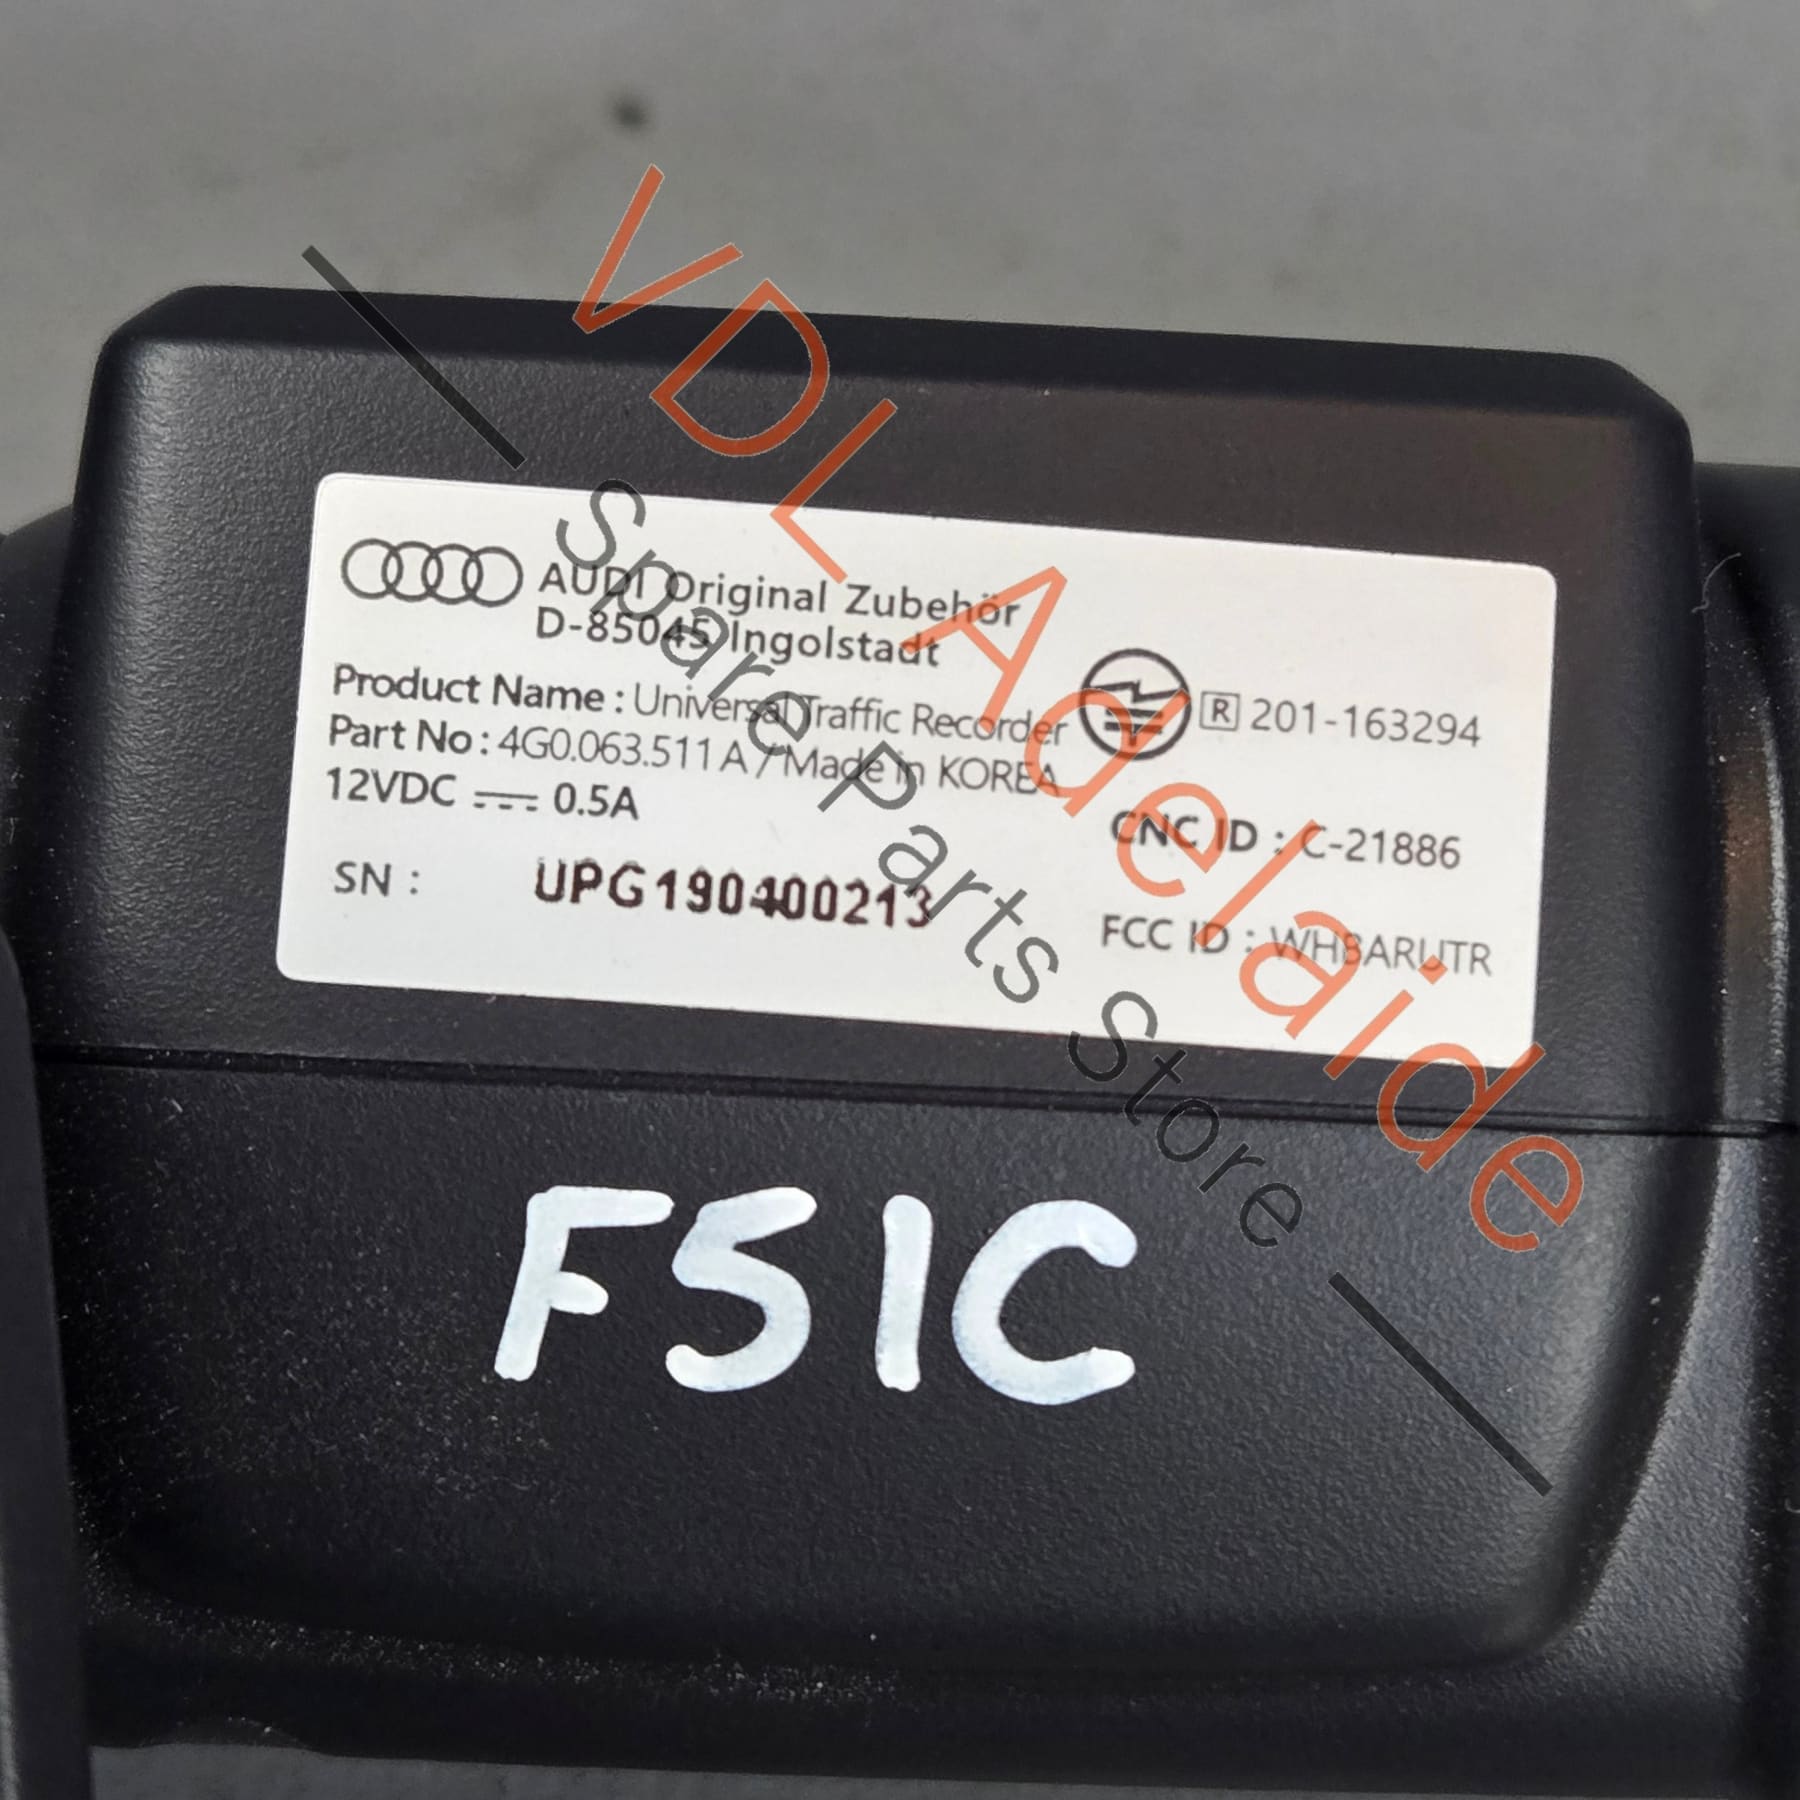 AUDI Original Zubehör
D-85045 Ingolstadt
Product Name : Universal Traffic Recorder
Part No : 4G0.063.511 A / Made in KOREA
12VDC 0.5A
SN : UPG190400213
R 201-163294
CNC ID : C-21886
FCC ID : WHBARUTR
F51C
VDL Adelaide
Spare Parts Store